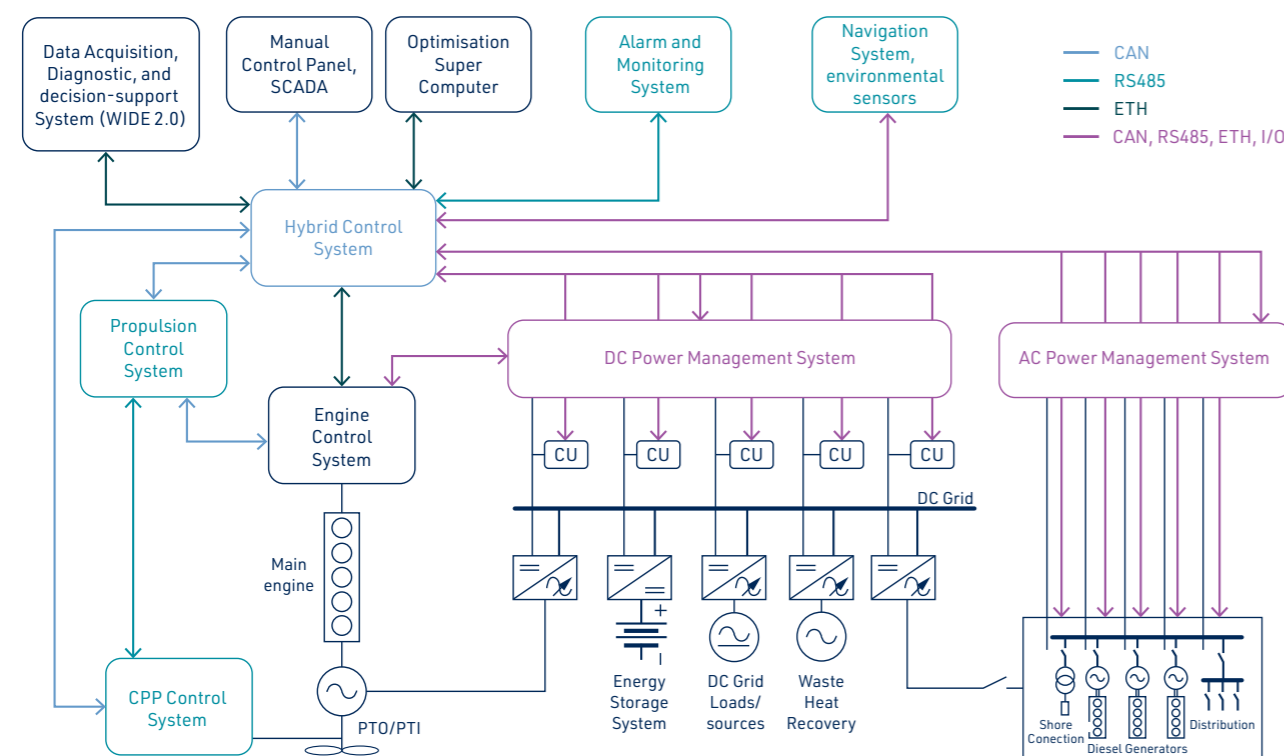 Data Acquisition,
Diagnostic, and
decision-support
System (WIDE 2.0)
Manual
Control Panel,
SCADA
Optimisation
Super
Computer
Alarm and
Monitoring
System
Navigation
System,
environmental
sensors
CAN
RS485
ETH
CAN, RS485, ETH, I/O
Hybrid Control
System
Propulsion
Control
System
DC Power Management System
AC Power Management System
Engine
Control
System
CU
CU
CU
CU
CU
DC Grid
Main
engine
+
I
CPP Control
System
PTO/PTI
Energy
Storage
System
DC Grid
Loads/
sources
Waste
Heat
Recovery
Shore
Conection
Diesel Generators
Distribution